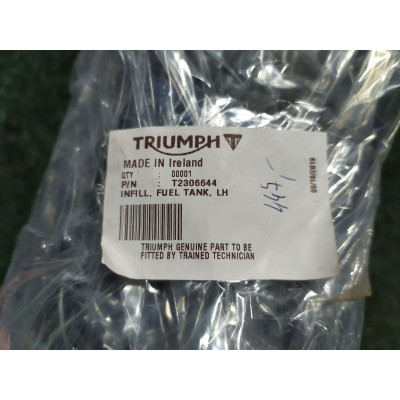 TRIUMPH
MADE IN Ireland
QTY : 00001
P/N : T2306644
INFILL, FUEL TANK, LH
TRIUMPH GENUINE PART TO BE
FITTED BY TRAINED TECHNICIAN